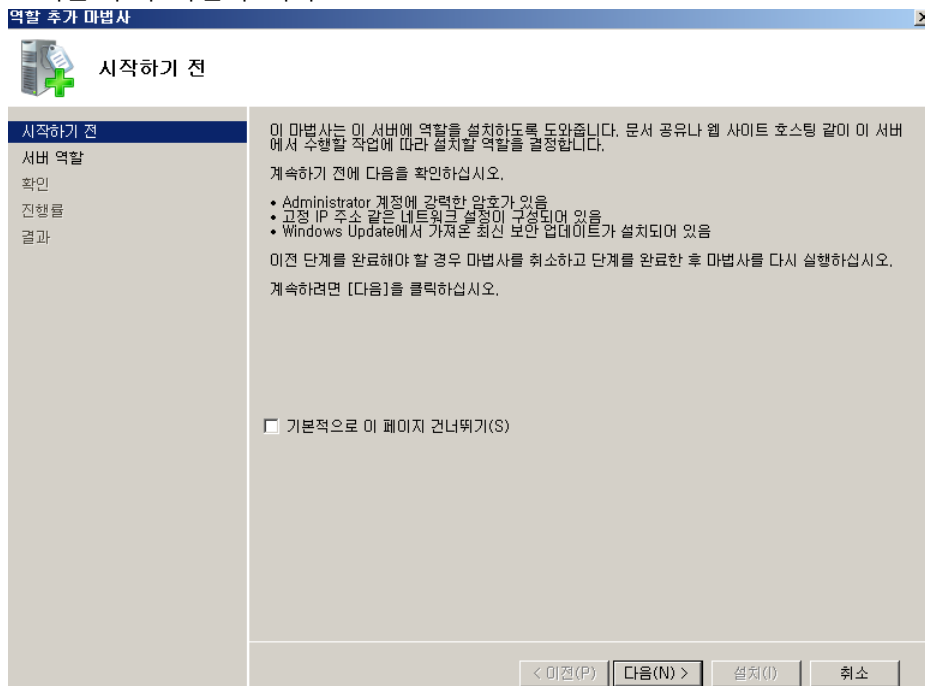 역할 추가 마법사
시작하기 전
시작하기 전
서버 역할
확인
진행률
결과
이 마법사는 이 서버에 역할을 설치하도록 도와줍니다. 문서 공유나 웹 사이트 호스팅 같이 이 서버
에서 수행할 작업에 따라 설치할 역할을 결정합니다.
계속하기 전에 다음을 확인하십시오.
• Administrator 계정에 강력한 암호가 있음
• 고정 IP 주소 같은 네트워크 설정이 구성되어 있음
• Windows Update에서 가져온 최신 보안 업데이트가 설치되어 있음
이전 단계를 완료해야 할 경우 마법사를 취소하고 단계를 완료한 후 마법사를 다시 실행하십시오.
계속하려면 [다음]을 클릭하십시오.
기본적으로 이 페이지 건너뛰기(S)
< 이전(P) 다음(N) > 설치(I) 취소